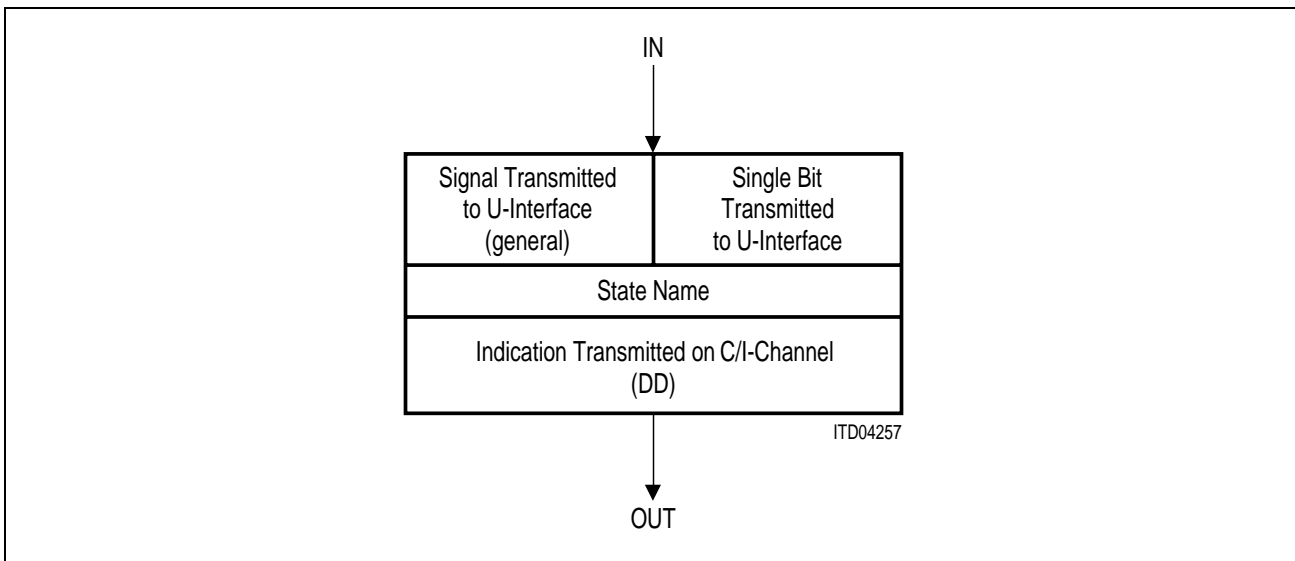 IN
Signal Transmitted
to U-Interface
(general)
Single Bit
Transmitted
to U-Interface
State Name
Indication Transmitted on C/I-Channel
(DD)
ITD04257
OUT